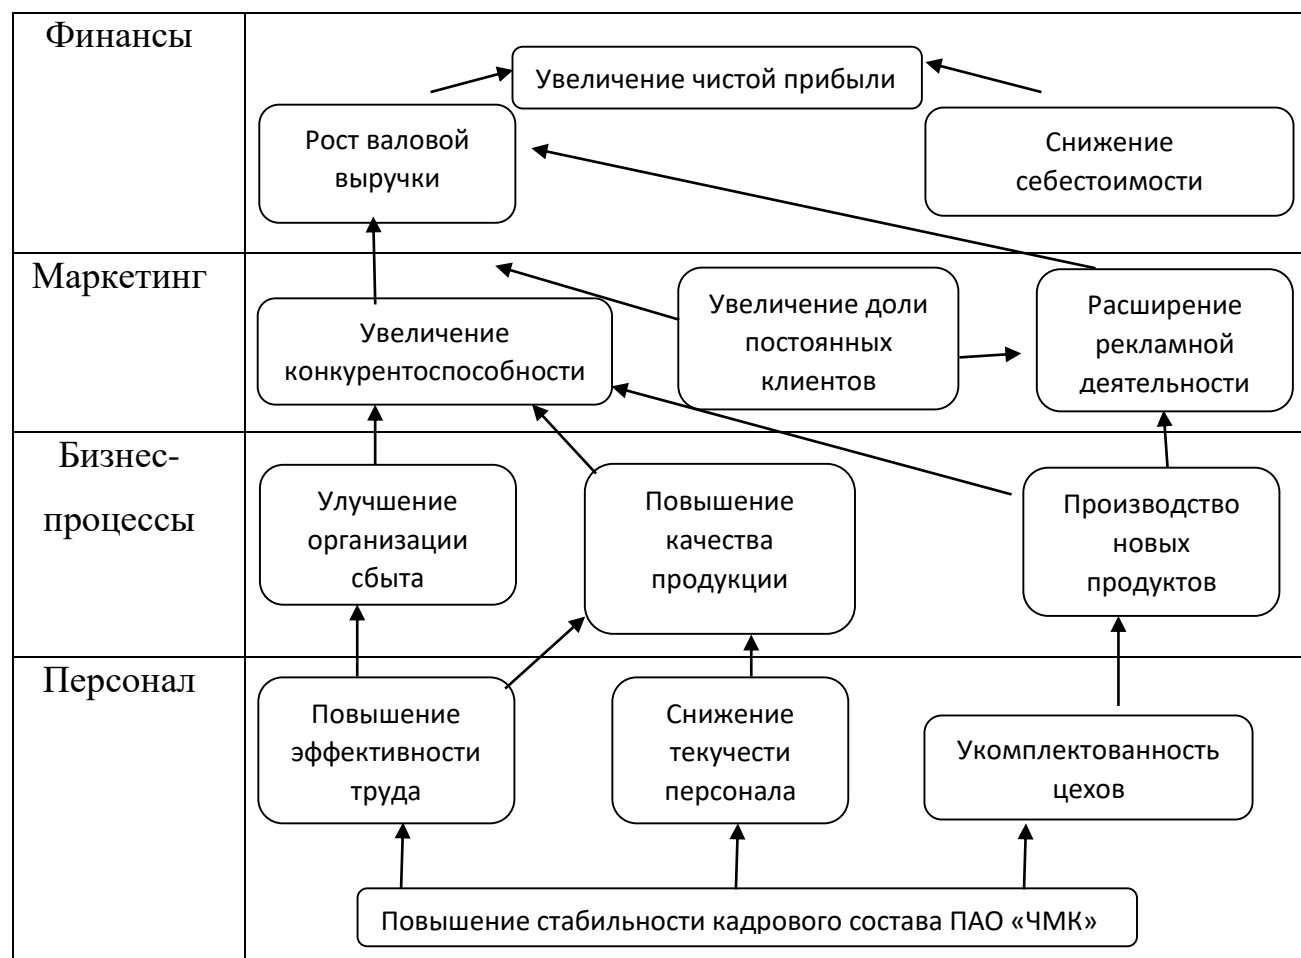 Финансы
Увеличение чистой прибыли
Рост валовой
выручки
Снижение
себестоимости
Маркетинг
Увеличение
конкурентоспособности
Увеличение доли
постоянных
клиентов
Расширение
рекламной
деятельности
Бизнес-
процессы
Улучшение
организации
сбыта
Повышение
качества
продукции
Производство
новых
продуктов
Персонал
Повышение
эффективности
труда
Снижение
текучести
персонала
Укомплектованность
цехов
Повышение стабильности кадрового состава ПАО «ЧМК»